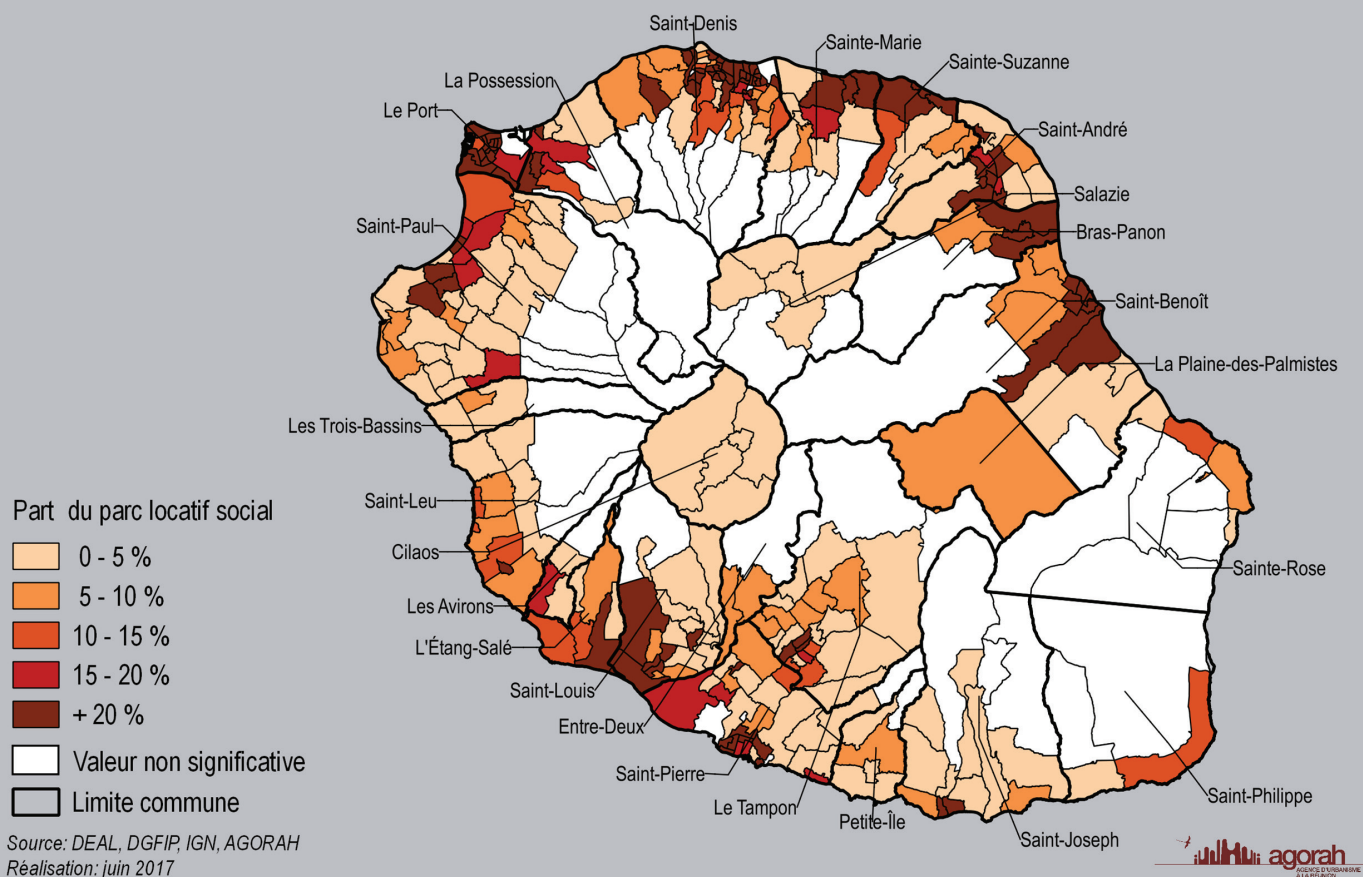 Saint-Denis
Sainte-Marie
Sainte-Suzanne
La Possession
Le Port
Saint-André
Salazie
Saint-Paul
Bras-Panon
Saint-Benoît
La Plaine-des-Palmistes
Les Trois-Bassins
Saint-Leu
Cilaos
Sainte-Rose
Les Avirons
L'Étang-Salé
Saint-Louis
Entre-Deux
Saint-Pierre
Le Tampon
Petite-Île
Saint-Joseph
Saint-Philippe
Part du parc locatif social
0 - 5 %
5 - 10 %
10 - 15 %
15 - 20 %
+ 20 %
Valeur non significative
Limite commune
Source: DEAL, DGFIP, IGN, AGORAH
Réalisation: juin 2017
agorah
AGENCE D'URBANISME
À LA RÉUNION